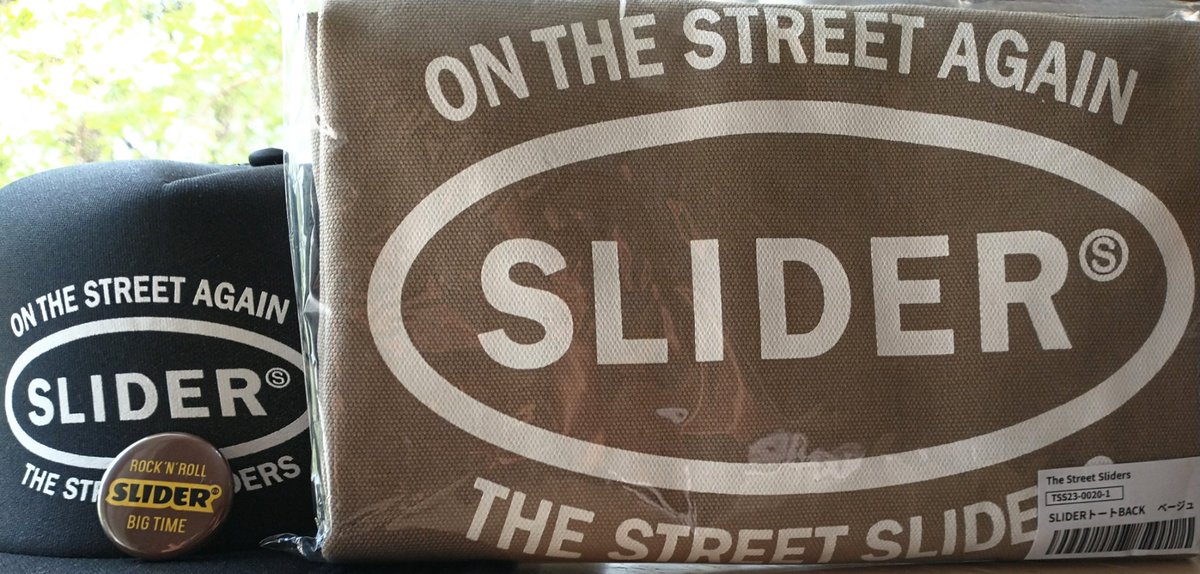 ON THE STREET AGAIN
SLIDER Ⓢ
THE STREET SLIDE
The Street Sliders
TSS23-0020-1
SLIDERトートBACK ベージュ
ON THE STREET AGAIN
SLIDER Ⓢ
THE STR DERS
ROCK'N'ROLL
SLIDER
BIG TIME